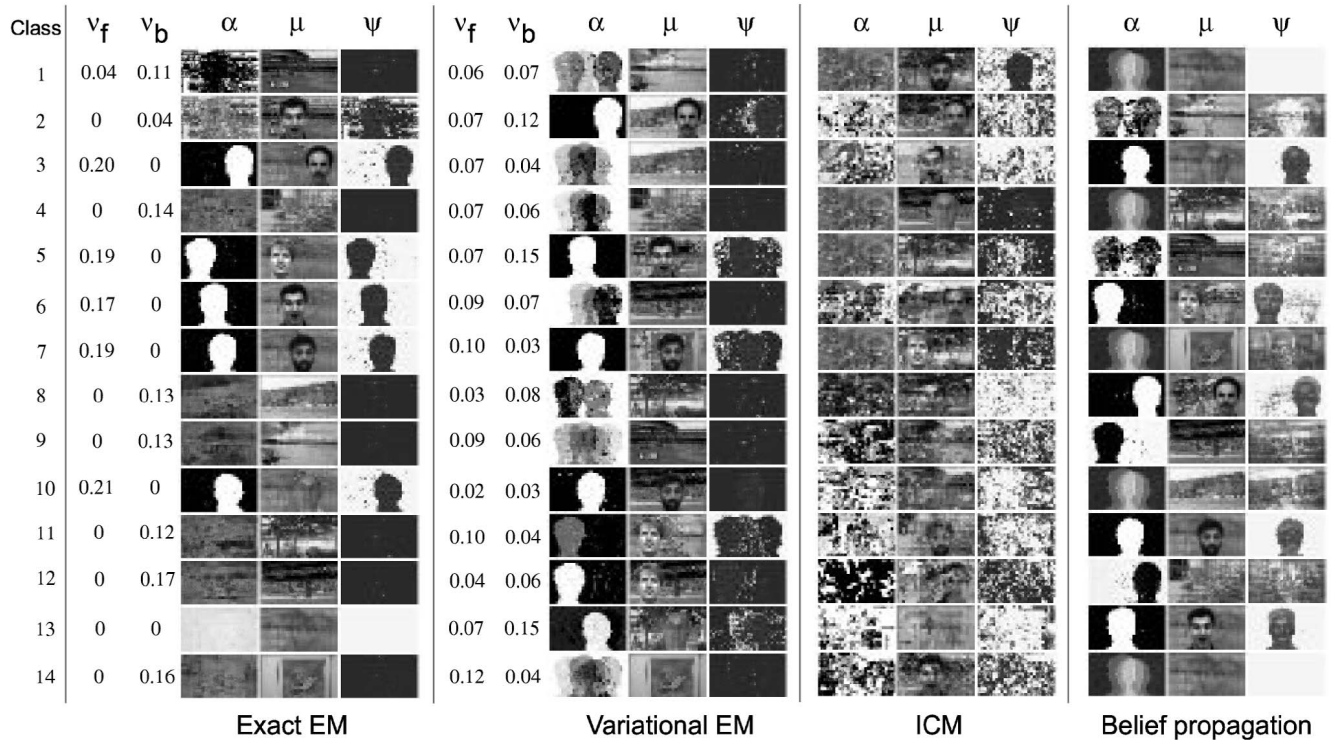 Class νf νb α μ ψ νf νb α μ ψ α μ ψ α μ ψ
1 0.04 0.11 0.06 0.07
2 0 0.04 0.07 0.12
3 0.20 0 0.07 0.04
4 0 0.14 0.07 0.06
5 0.19 0 0.07 0.15
6 0.17 0 0.09 0.07
7 0.19 0 0.10 0.03
8 0 0.13 0.03 0.08
9 0 0.13 0.09 0.06
10 0.21 0 0.02 0.03
11 0 0.12 0.10 0.04
12 0 0.17 0.04 0.06
13 0 0 0.07 0.15
14 0 0.16 0.12 0.04
Exact EM Variational EM ICM Belief propagation